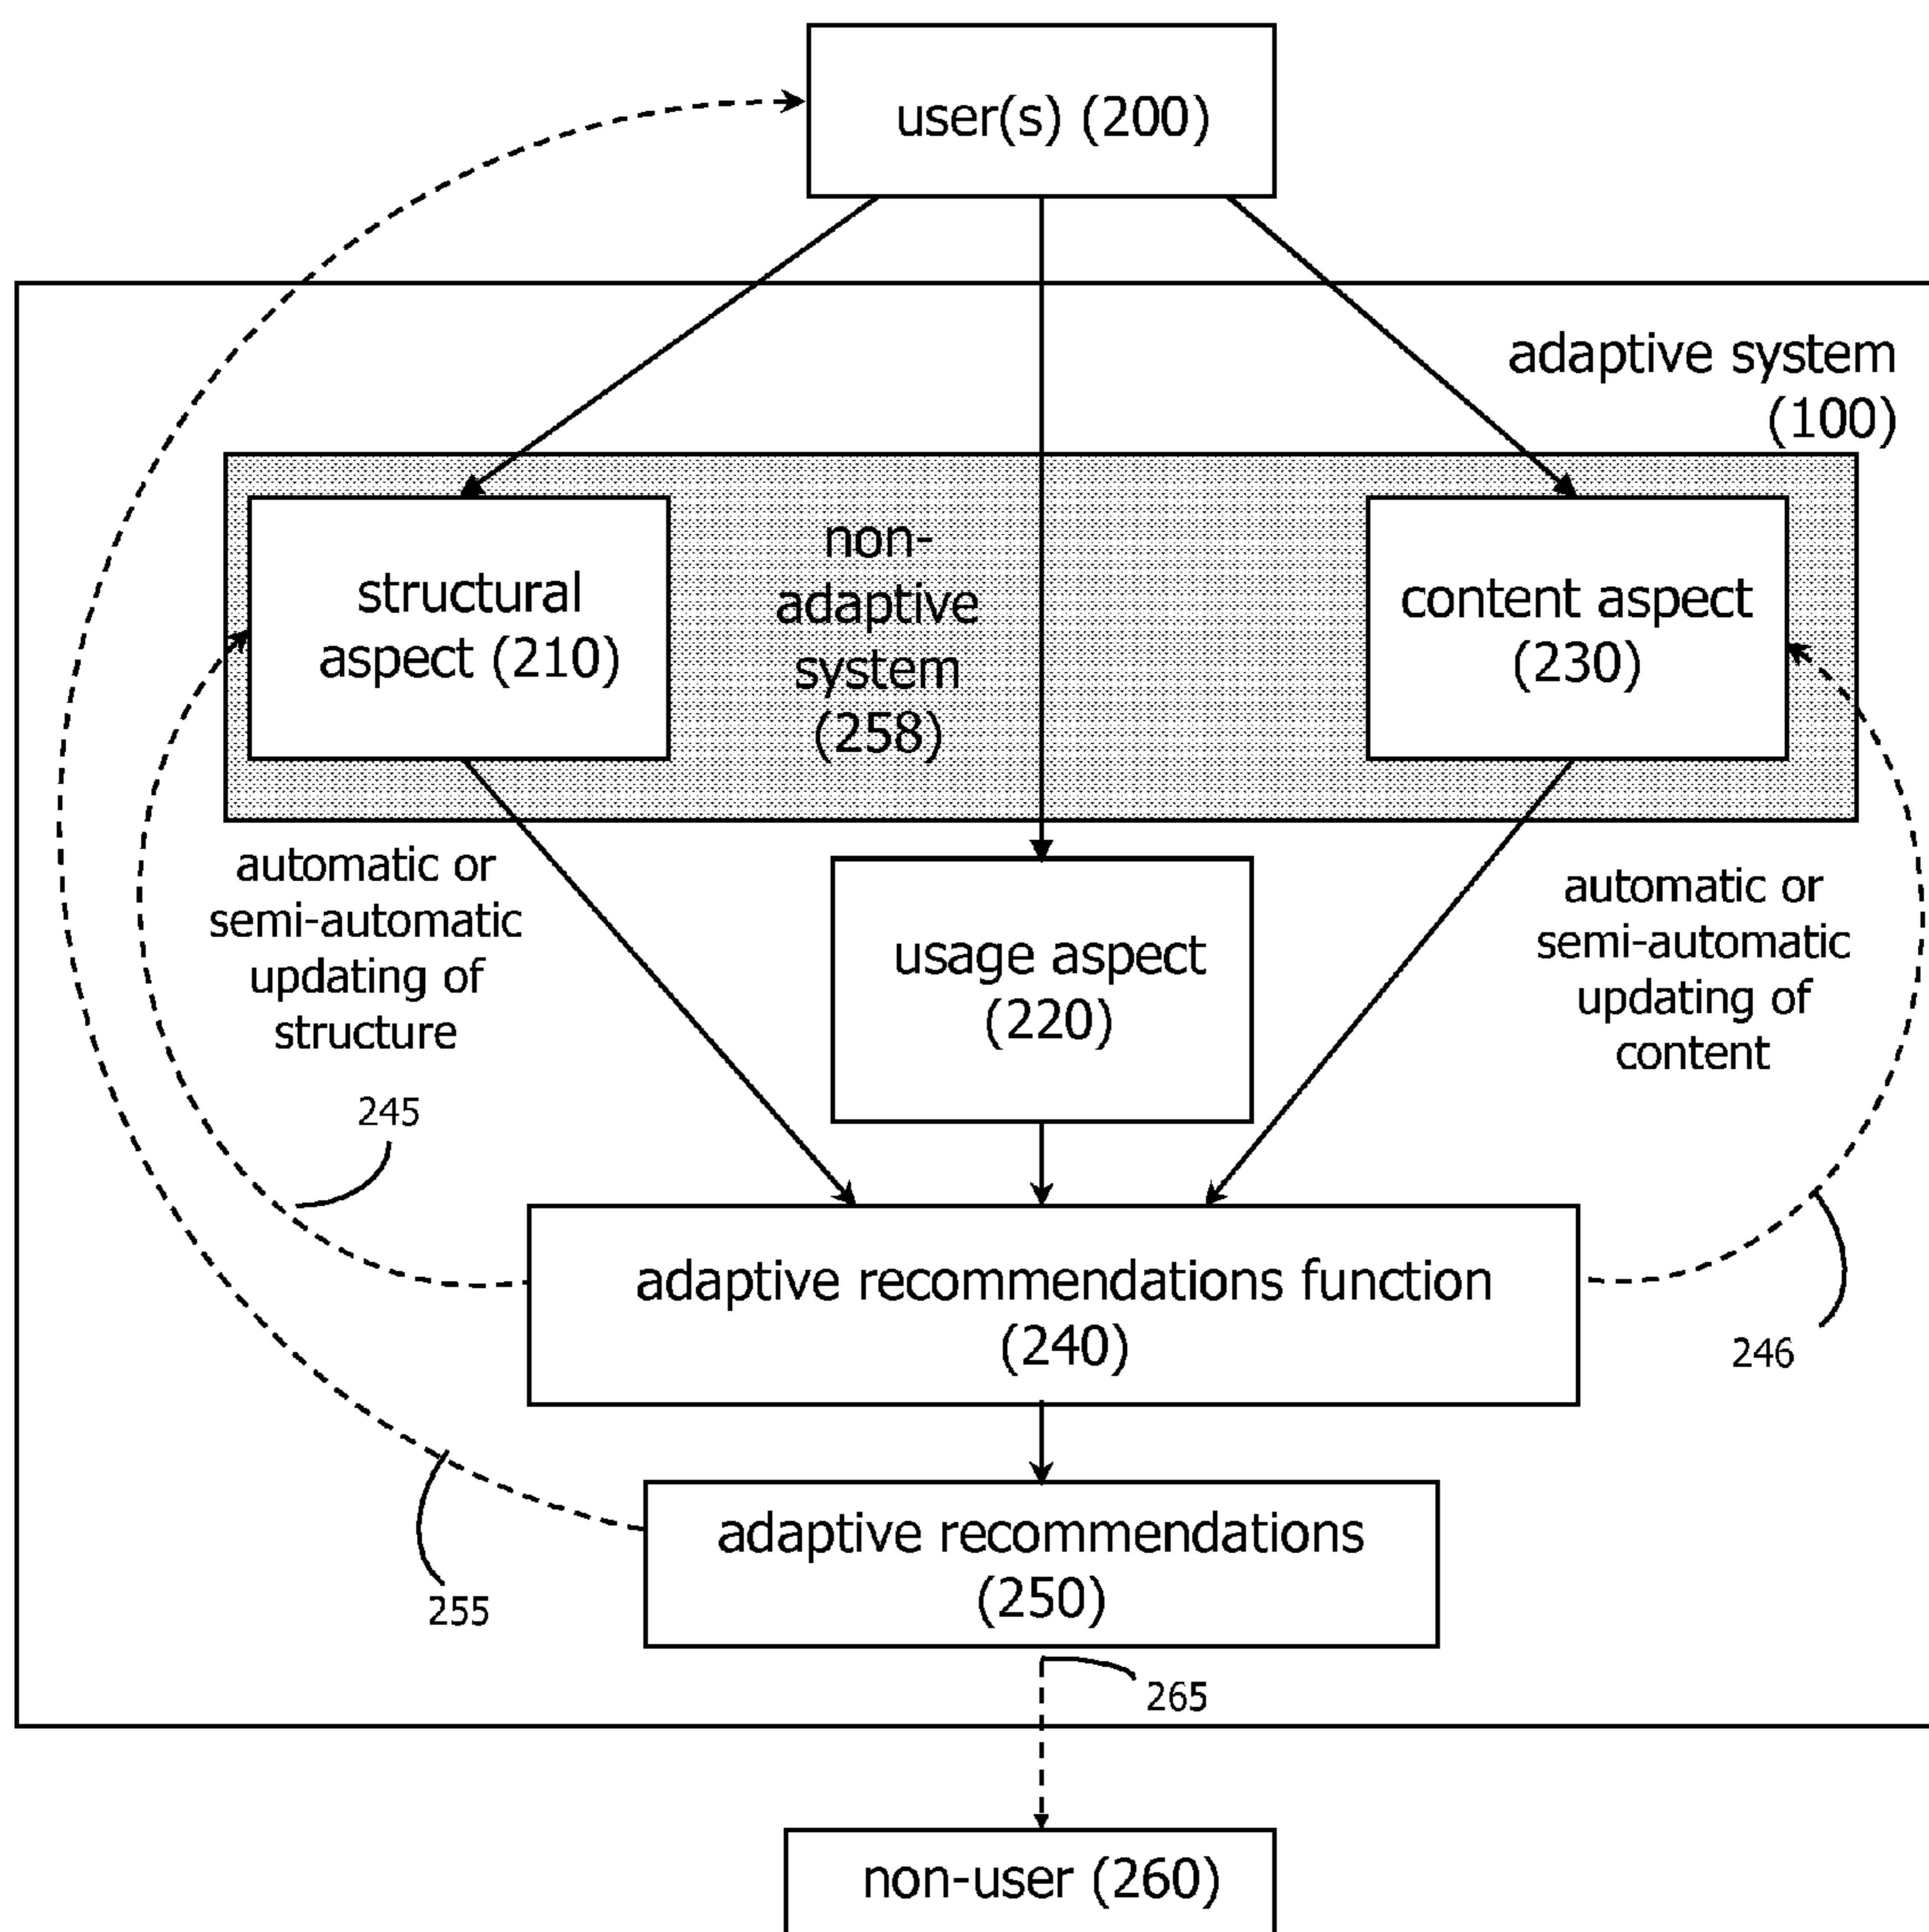 user(s) (200)
adaptive system
(100)
non-
adaptive
system
(258)
structural
aspect (210)
content aspect
(230)
automatic or
semi-automatic
updating of
structure
automatic or
semi-automatic
updating of
content
usage aspect
(220)
245
adaptive recommendations function
(240)
246
adaptive recommendations
(250)
255
265
non-user (260)